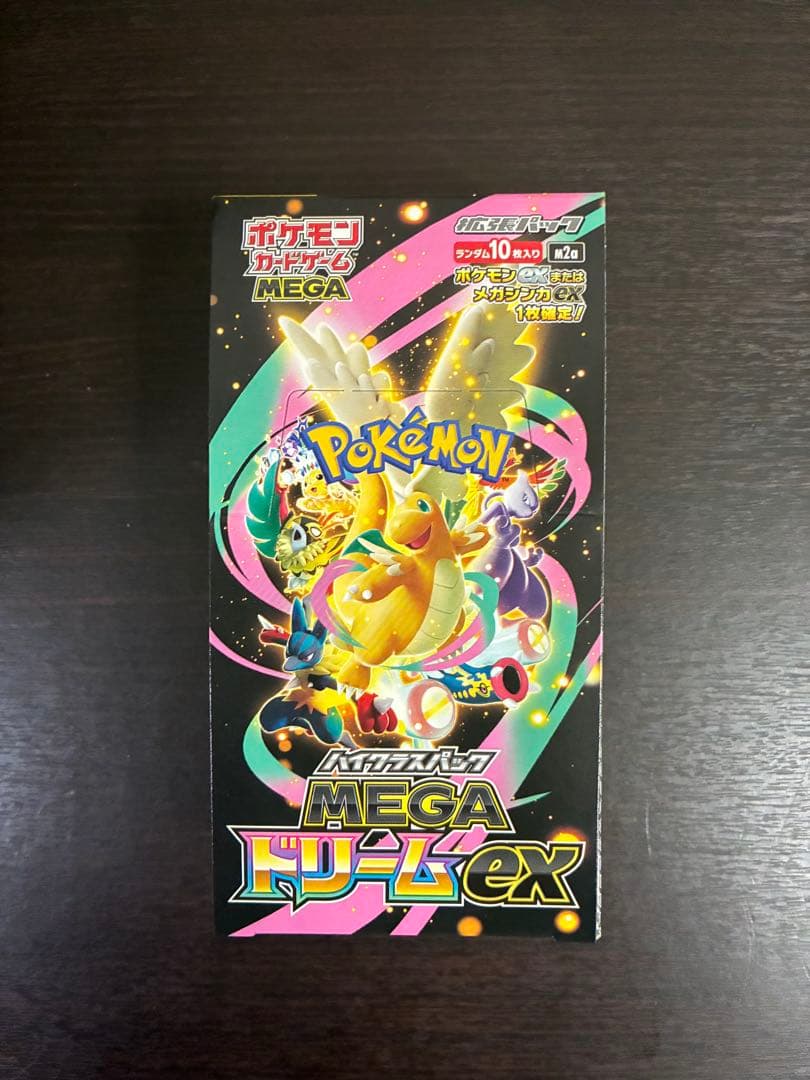 ポケモン
カードゲーム
MEGA
拡張パック
ランダム10枚入り M2a
ポケモンexまたは
メガシンカex
1枚確定!
POKéMON
TM
ハイクラスパック
MEGA
ドリームex